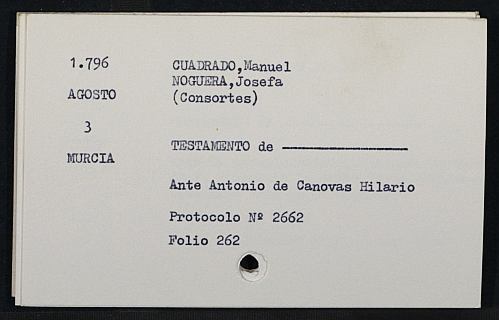 1.796
AGOSTO
3
MURCIA
CUADRADO,Manuel
NOGUERA,Josefa
(Consortes)
TESTAMENTO de
Ante Antonio de Canovas Hilario
Protocolo Nº 2662
Folio 262